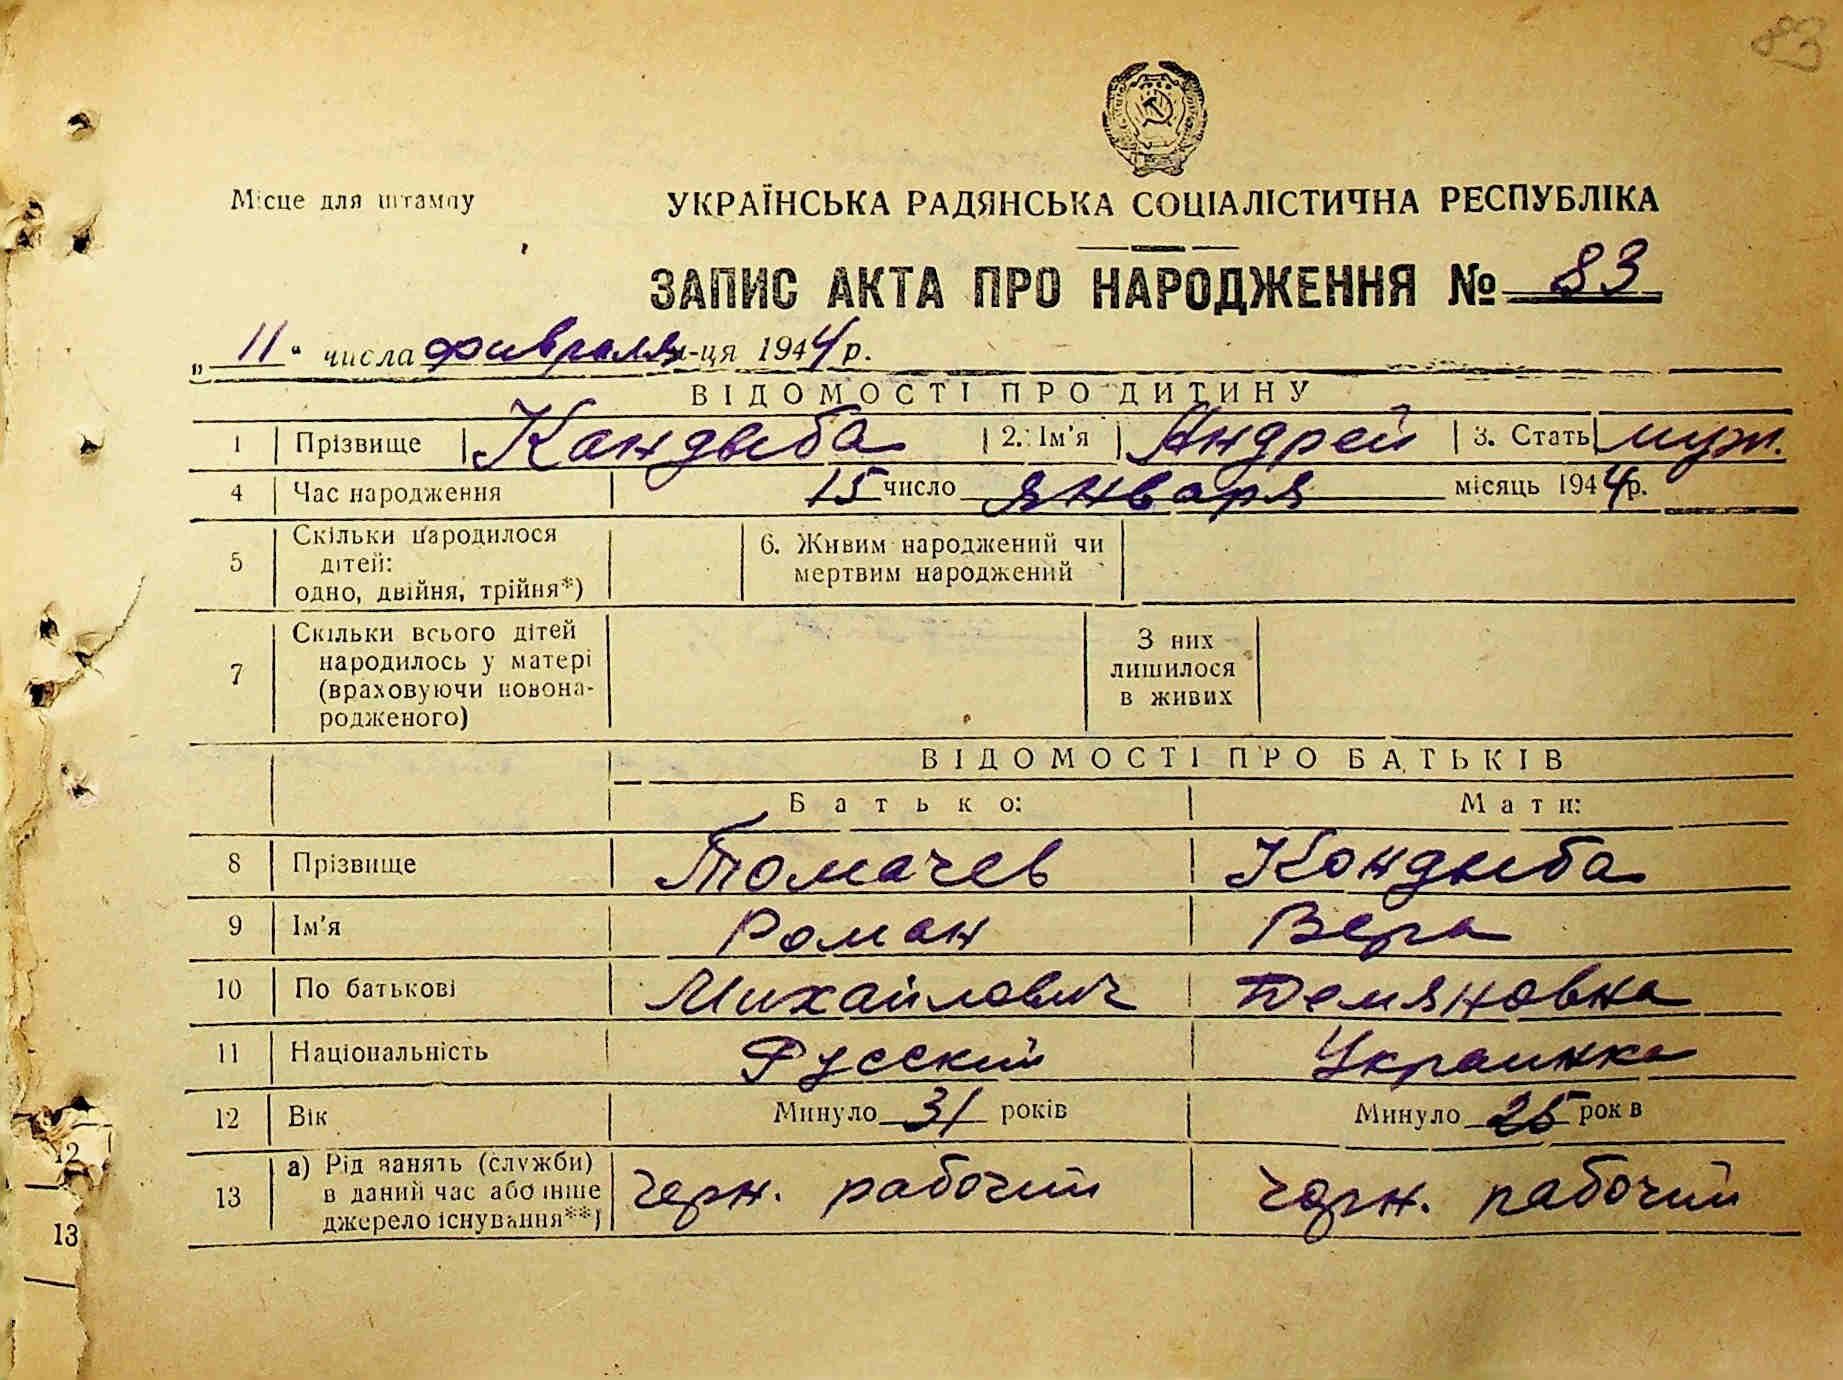 83
Місце для штампу
УКРАЇНСЬКА РАДЯНСЬКА СОЦІАЛІСТИЧНА РЕСПУБЛІКА
ЗАПИС АКТА ПРО НАРОДЖЕННЯ № 83
„ 11 “ числа фивраля м-ця 1944 р.
ВІДОМОСТІ ПРО ДИТИНУ
1 Прізвище Кандыба 2. Ім'я Андрей 3. Стать муж.
4 Час народження 15 число января місяць 1944 р.
5 Скільки народилося дітей: одно, двійня, трійня*) 6. Живим народжений чи мертвим народжений
7 Скільки всього дітей народилось у матері (враховуючи новона-родженого) З них лишилося в живих
ВІДОМОСТІ ПРО БАТЬКІВ
Батько: Мати:
8 Прізвище Томачев Кондыба
9 Ім'я Роман Вера
10 По батькові Михайлович Демяновна
11 Національність Русский Украинка
12 Вік Минуло 31 років Минуло 25 років
13 а) Рід занять (служби) в даний час або інше джерело існування**) черн. рабочий черн. рабочий
12
13